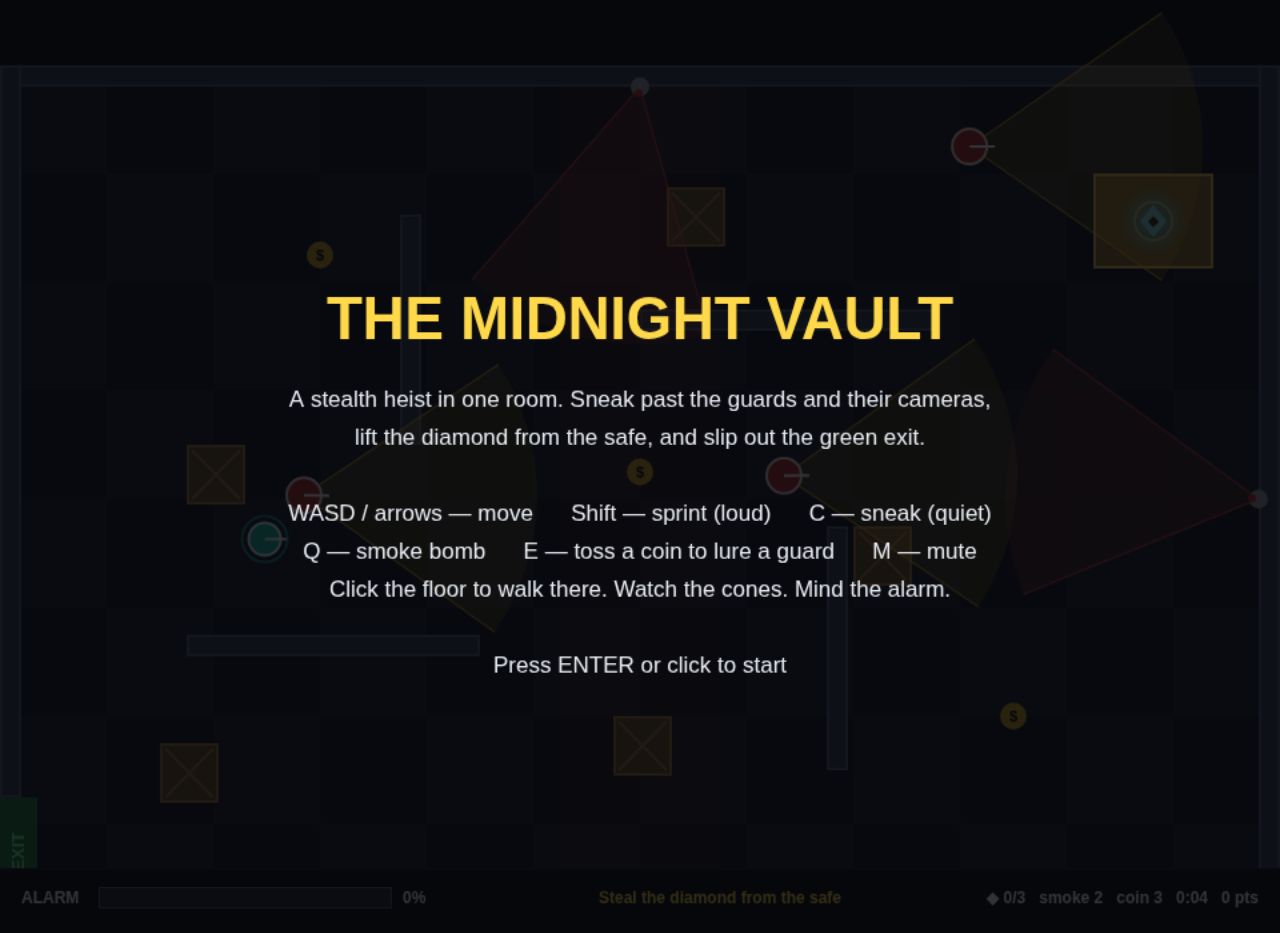 $
THE MIDNIGHT VAULT
A stealth heist in one room. Sneak past the guards and their cameras,
lift the diamond from the safe, and slip out the green exit.
$
WASD / arrows — move Shift — sprint (loud) C — sneak (quiet)
Q — smoke bomb E — toss a coin to lure a guard M — mute
Click the floor to walk there. Watch the cones. Mind the alarm.
Press ENTER or click to start
$
EXIT
ALARM 0% Steal the diamond from the safe ◆ 0/3 smoke 2 coin 3 0:04 0 pts